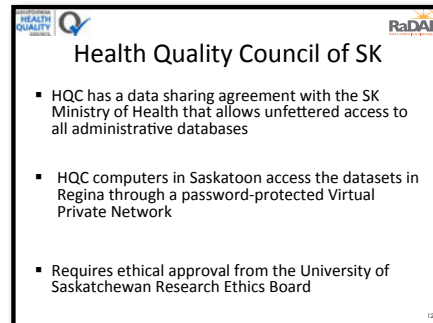 HEALTH
QUALITY
COUNCIL
RaDAR
Health Quality Council of SK
▪ HQC has a data sharing agreement with the SK
Ministry of Health that allows unfettered access to
all administrative databases
▪ HQC computers in Saskatoon access the datasets in
Regina through a password-protected Virtual
Private Network
▪ Requires ethical approval from the University of
Saskatchewan Research Ethics Board
12